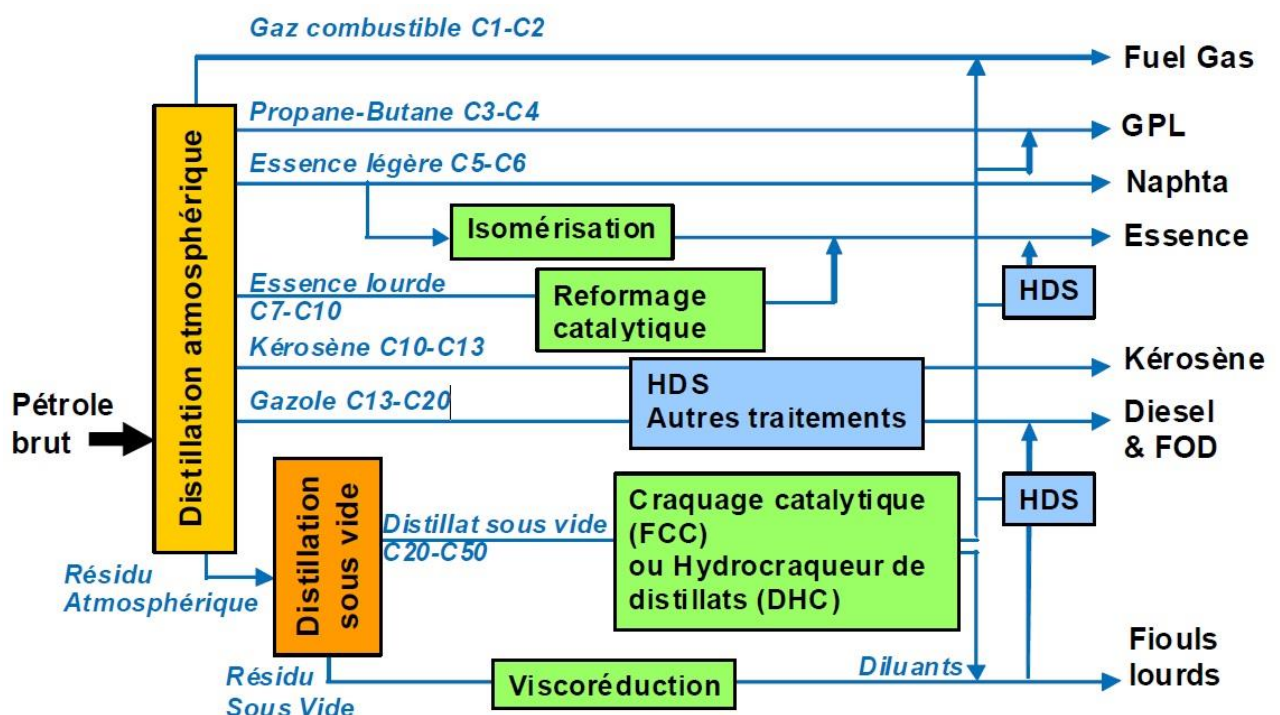 Gaz combustible C1-C2
Fuel Gas
Propane-Butane C3-C4
GPL
Essence légère C5-C6
Naphta
Isomérisation
Essence
Essence lourde
C7-C10
Reformage
catalytique
HDS
Kérosène C10-C13
Kérosène
Gazole C13-C20
HDS
Autres traitements
Diesel
& FOD
Pétrole
brut
Distillation atmosphérique
Distillation
sous vide
Distillat sous vide
C20-C50
Craquage catalytique
(FCC)
ou Hydrocraqueur de
distillats (DHC)
HDS
Résidu
Atmosphérique
Résidu
Sous Vide
Viscoréduction
Diluants
Fiouls
lourds